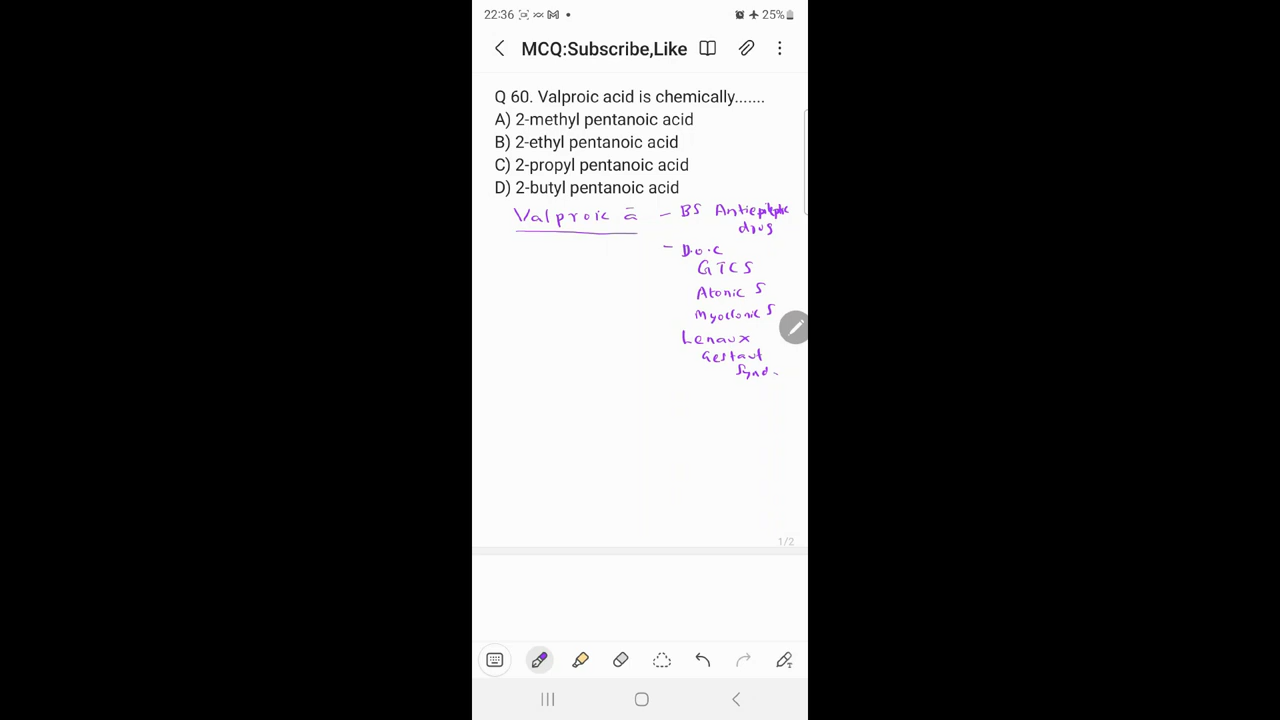 22:36 25%
MCQ:Subscribe,Like
Q 60. Valproic acid is chemically.......
A) 2-methyl pentanoic acid
B) 2-ethyl pentanoic acid
C) 2-propyl pentanoic acid
D) 2-butyl pentanoic acid
Valproic ā – BS Antiepileptic
drug
– D.O.C
GTCS
Atonic S
Myoclonic S
Lenaux
Gestaut
Synd.
1/2